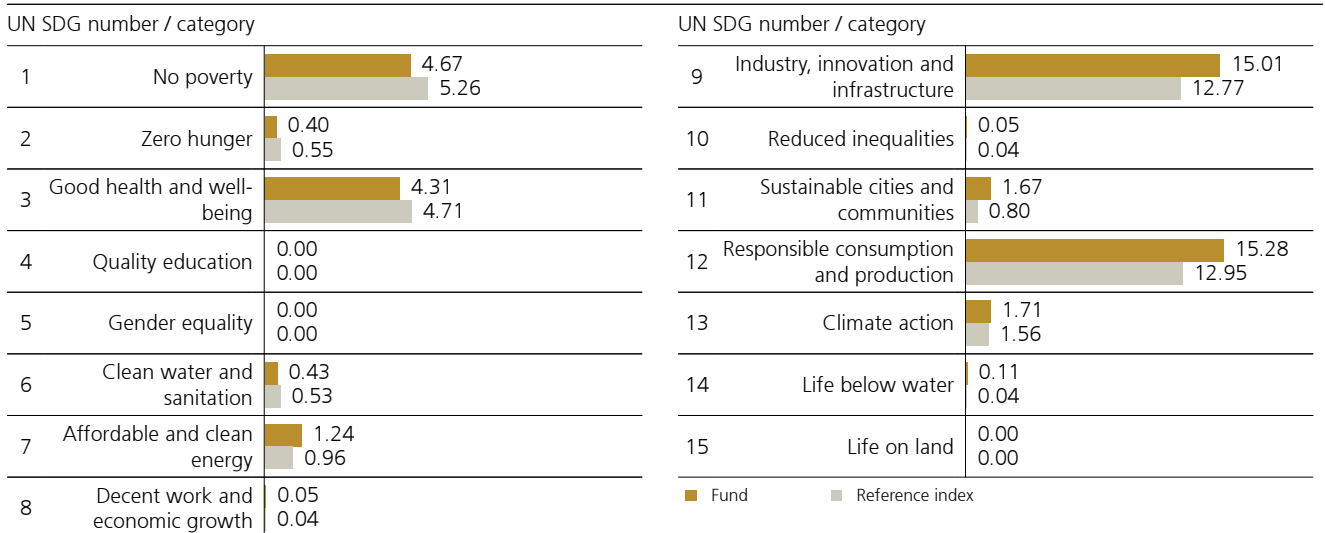 UN SDG number / category
1
No poverty
4.67
5.26
2
Zero hunger
0.40
0.55
3
Good health and well-
being
4.31
4.71
4
Quality education
0.00
0.00
5
Gender equality
0.00
0.00
6
Clean water and
sanitation
0.43
0.53
7
Affordable and clean
energy
1.24
0.96
8
Decent work and
economic growth
0.05
0.04
UN SDG number / category
9
Industry, innovation and
infrastructure
15.01
12.77
10
Reduced inequalities
0.05
0.04
11
Sustainable cities and
communities
1.67
0.80
12
Responsible consumption
and production
15.28
12.95
13
Climate action
1.71
1.56
14
Life below water
0.11
0.04
15
Life on land
0.00
0.00
Fund
Reference index